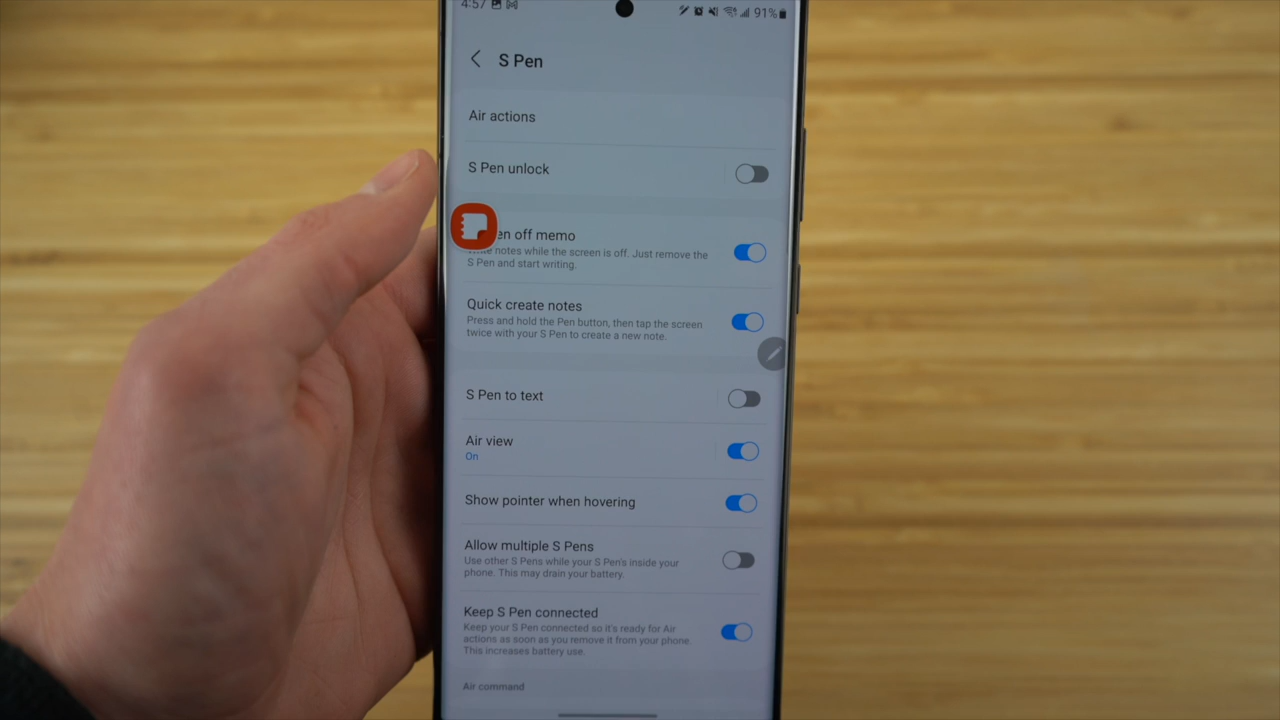 4:57 91%
S Pen
Air actions
S Pen unlock
en off memo
notes while the screen is off. Just remove the
S Pen and start writing.
Quick create notes
Press and hold the Pen button, then tap the screen
twice with your S Pen to create a new note.
S Pen to text
Air view
On
Show pointer when hovering
Allow multiple S Pens
Use other S Pens while your S Pen's inside your
phone. This may drain your battery.
Keep S Pen connected
Keep your S Pen connected so it's ready for Air
actions as soon as you remove it from your phone.
This increases battery use.
Air command